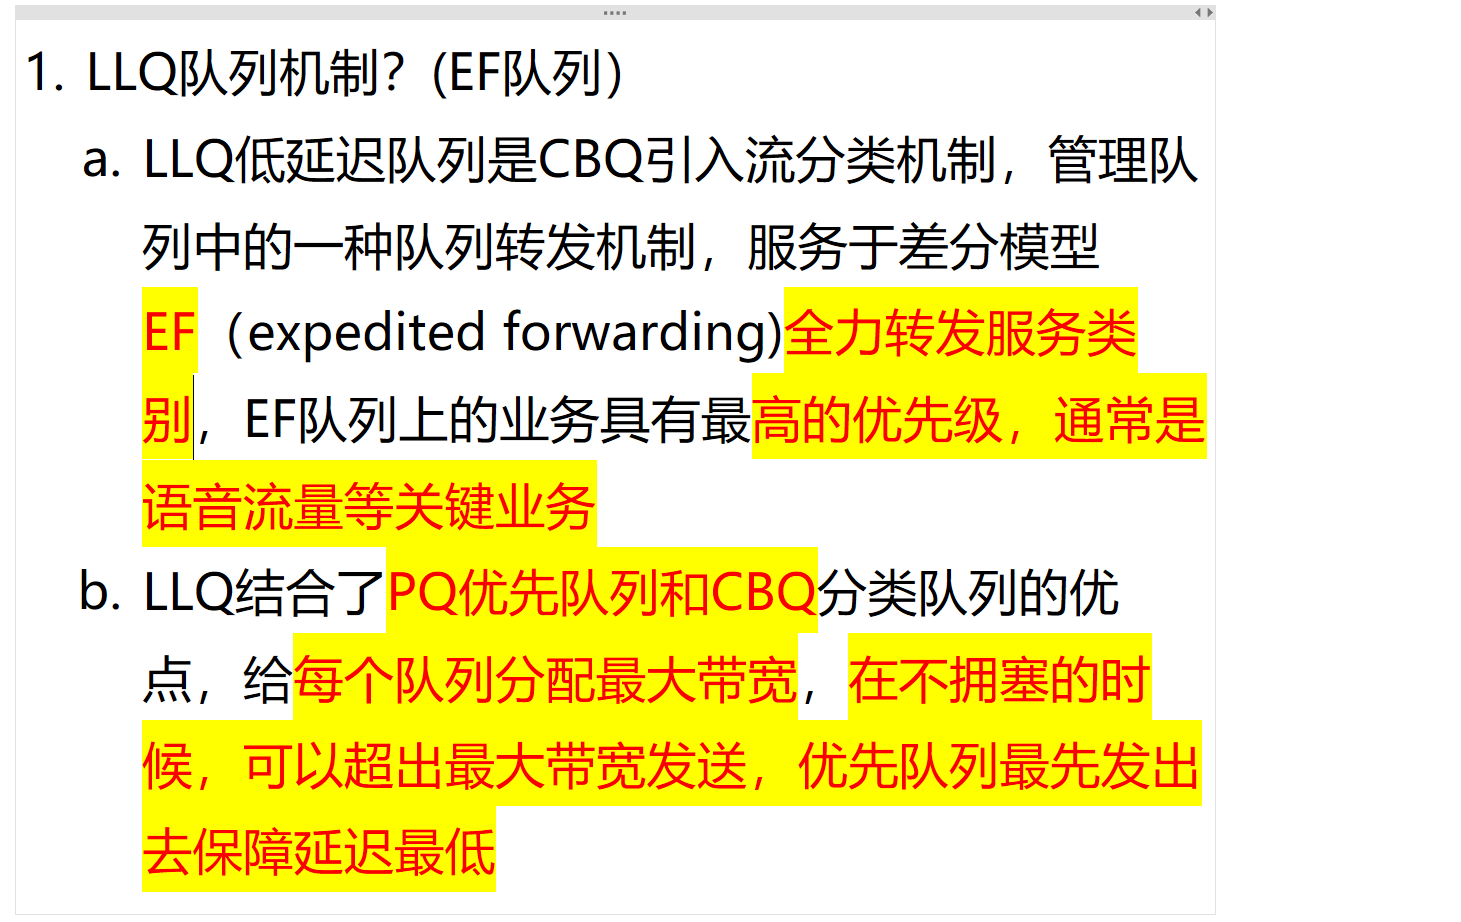 1. LLQ队列机制？(EF队列）
a. LLQ低延迟队列是CBQ引入流分类机制，管理队
列中的一种队列转发机制，服务于差分模型
EF（expedited forwarding)全力转发服务类
别，EF队列上的业务具有最高的优先级，通常是
语音流量等关键业务
b. LLQ结合了PQ优先队列和CBQ分类队列的优
点，给每个队列分配最大带宽，在不拥塞的时
候，可以超出最大带宽发送，优先队列最先发出
去保障延迟最低